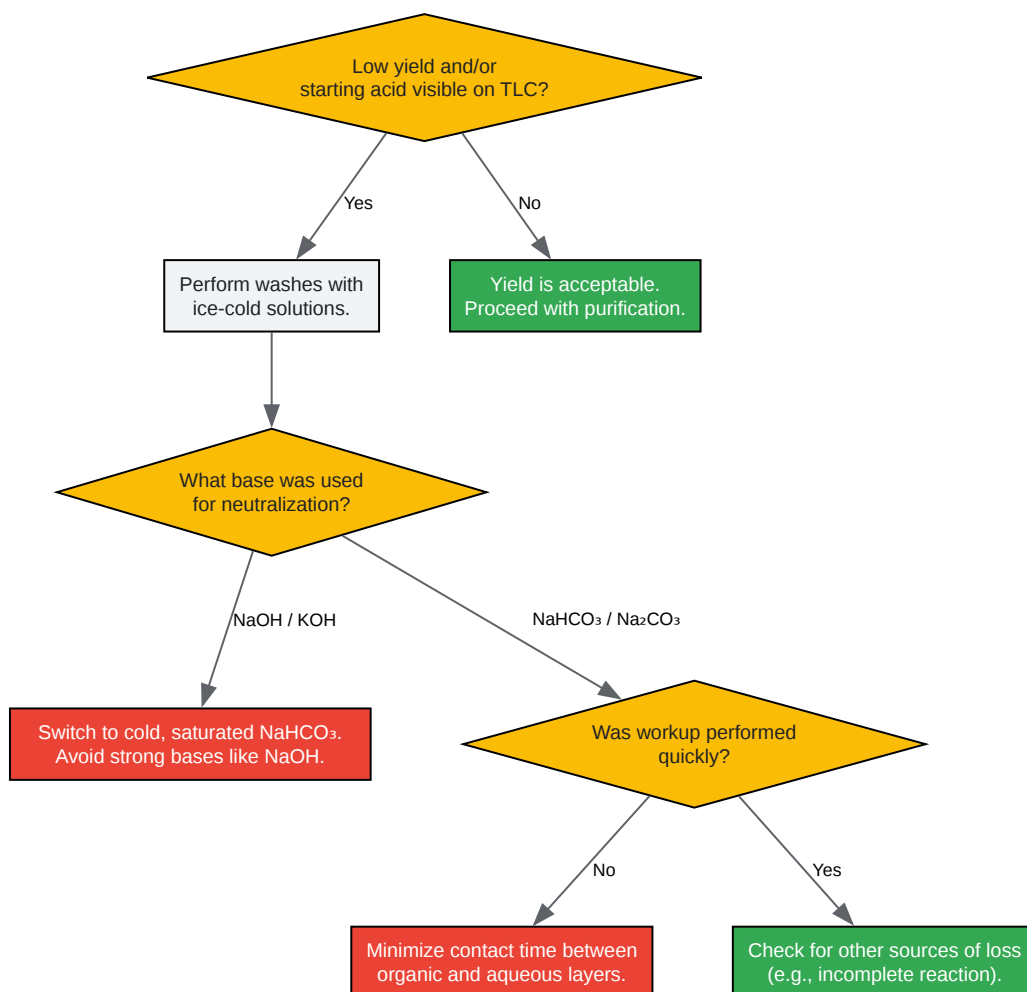 Low yield and/or
starting acid visible on TLC?
Yes
No
Perform washes with
ice-cold solutions.
Yield is acceptable.
Proceed with purification.
What base was used
for neutralization?
NaOH / KOH
NaHCO₃ / Na₂CO₃
Switch to cold, saturated NaHCO₃.
Avoid strong bases like NaOH.
Was workup performed
quickly?
No
Yes
Minimize contact time between
organic and aqueous layers.
Check for other sources of loss
(e.g., incomplete reaction).